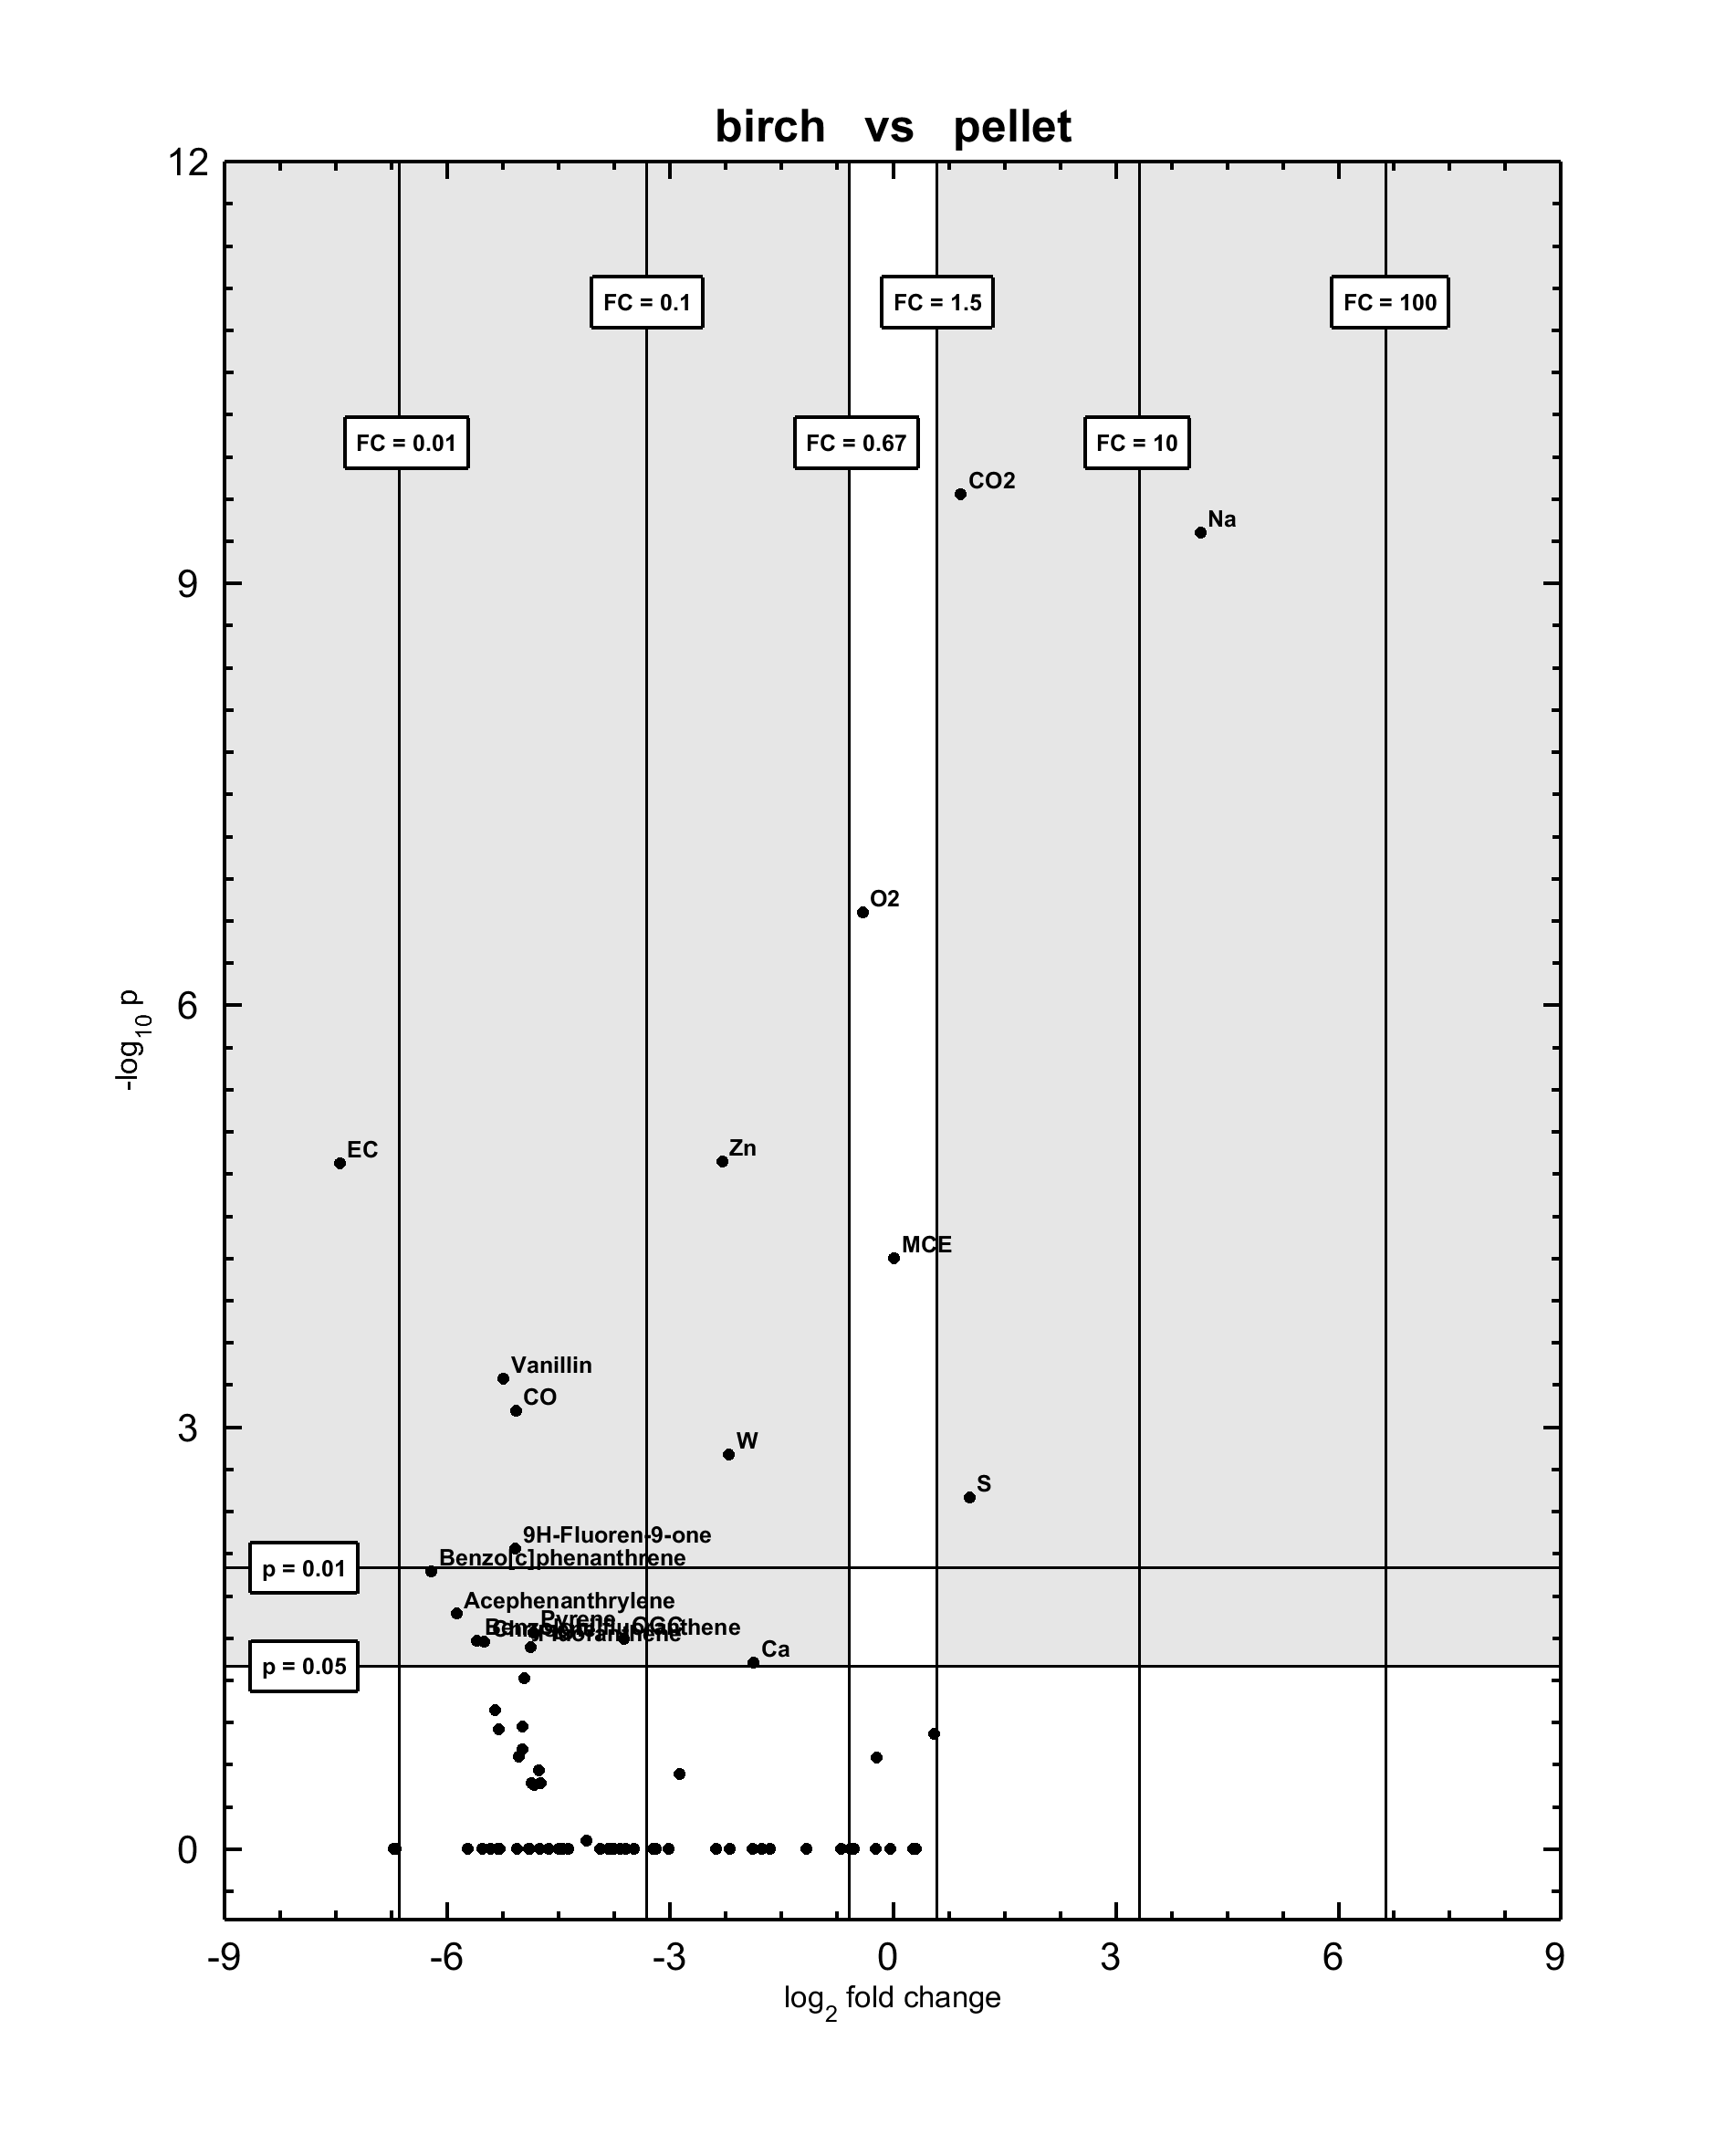 birch vs pellet
12
FC = 0.1
FC = 1.5
FC = 100
FC = 0.01
FC = 0.67
FC = 10
CO2
Na
9
O2
6
-log10 p
EC
Zn
MCE
Vanillin
CO
3
W
S
9H-Fluoren-9-one
Benzo[c]phenanthrene
p = 0.01
Acephenanthrylene
Pyrene
Fluoranthene
Ca
p = 0.05
0
-9
-6
-3
0
3
6
9
log2 fold change